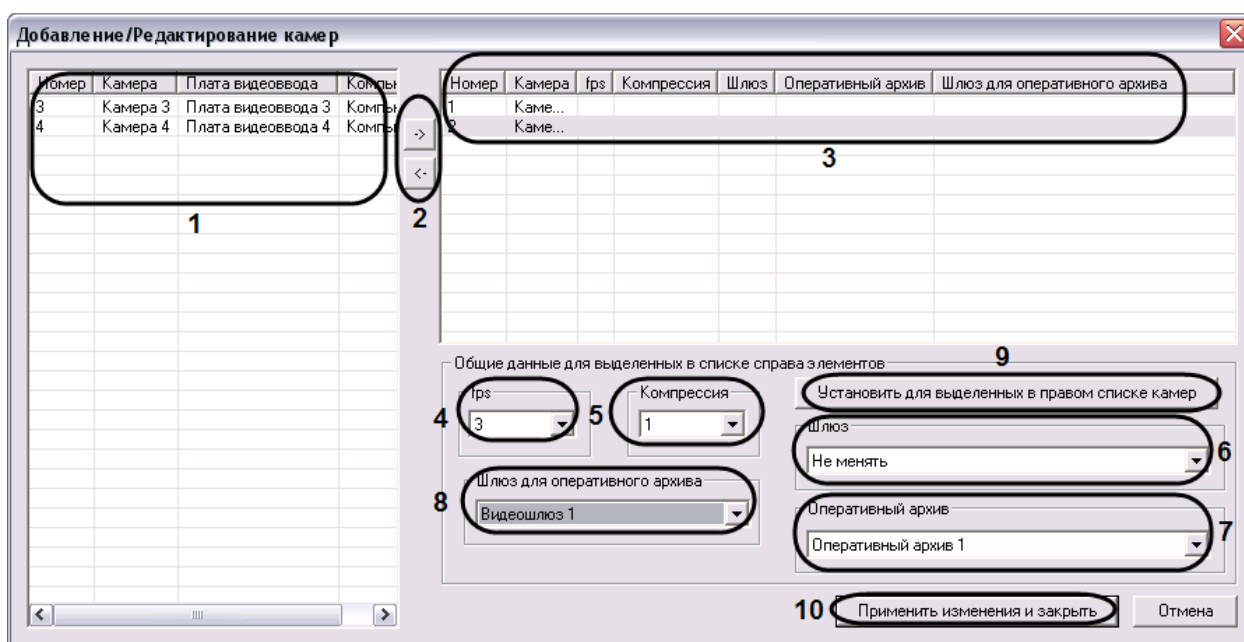 Добавление/Редактирование камер
Номер Камера Плата видеоввода Компь
3 Камера 3 Плата видеоввода 3 Компь
4 Камера 4 Плата видеоввода 4 Компь
1
->
<-
2
Номер Камера fps Компрессия Шлюз Оперативный архив Шлюз для оперативного архива
1 Каме...
2 Каме...
3
Общие данные для выделенных в списке справа элементов
9
fps
4 3
Компрессия
5 1
Установить для выделенных в правом списке камер
Шлюз
Не менять 6
Шлюз для оперативного архива
8 Видеошлюз 1
Оперативный архив
Оперативный архив 1 7
10 Применить изменения и закрыть Отмена